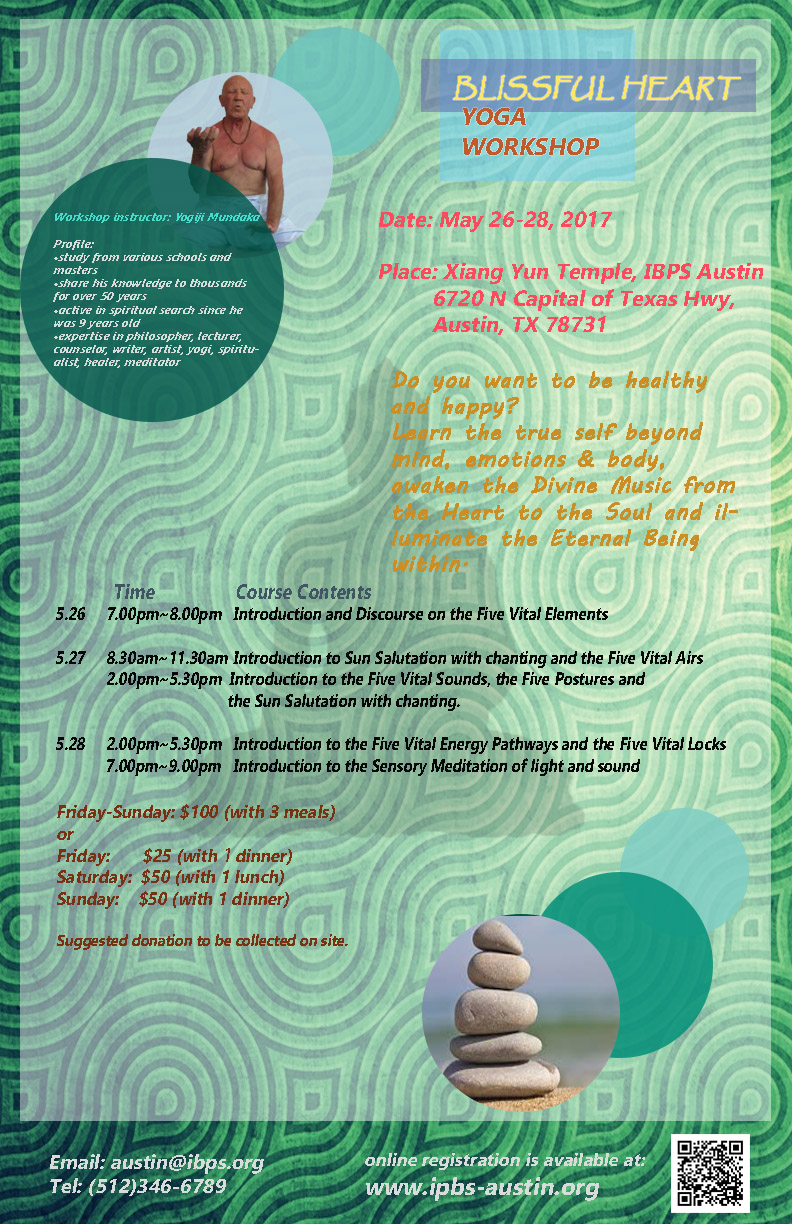 BLISSFUL HEART
YOGA
WORKSHOP
Workshop instructor: Yogiji Mundaka
Profile:
•study from various schools and
masters
•share his knowledge to thousands
for over 50 years
•active in spiritual search since he
was 9 years old
•expertise in philosopher, lecturer,
counselor, writer, artist, yogi, spiritu-
alist, healer, meditator
Date: May 26-28, 2017
Place: Xiang Yun Temple, IBPS Austin
6720 N Capital of Texas Hwy,
Austin, TX 78731
Do you want to be healthy
and happy?
Learn the true self beyond
mind, emotions & body,
awaken the Divine Music from
the Heart to the Soul and il-
luminate the Eternal Being
within.
Time Course Contents
5.26 7.00pm~8.00pm Introduction and Discourse on the Five Vital Elements
5.27 8.30am~11.30am Introduction to Sun Salutation with chanting and the Five Vital Airs
2.00pm~5.30pm Introduction to the Five Vital Sounds, the Five Postures and
the Sun Salutation with chanting.
5.28 2.00pm~5.30pm Introduction to the Five Vital Energy Pathways and the Five Vital Locks
7.00pm~9.00pm Introduction to the Sensory Meditation of light and sound
Friday-Sunday: $100 (with 3 meals)
or
Friday: $25 (with 1 dinner)
Saturday: $50 (with 1 lunch)
Sunday: $50 (with 1 dinner)
Suggested donation to be collected on site.
Email: austin@ibps.org
Tel: (512)346-6789
online registration is available at:
www.ipbs-austin.org